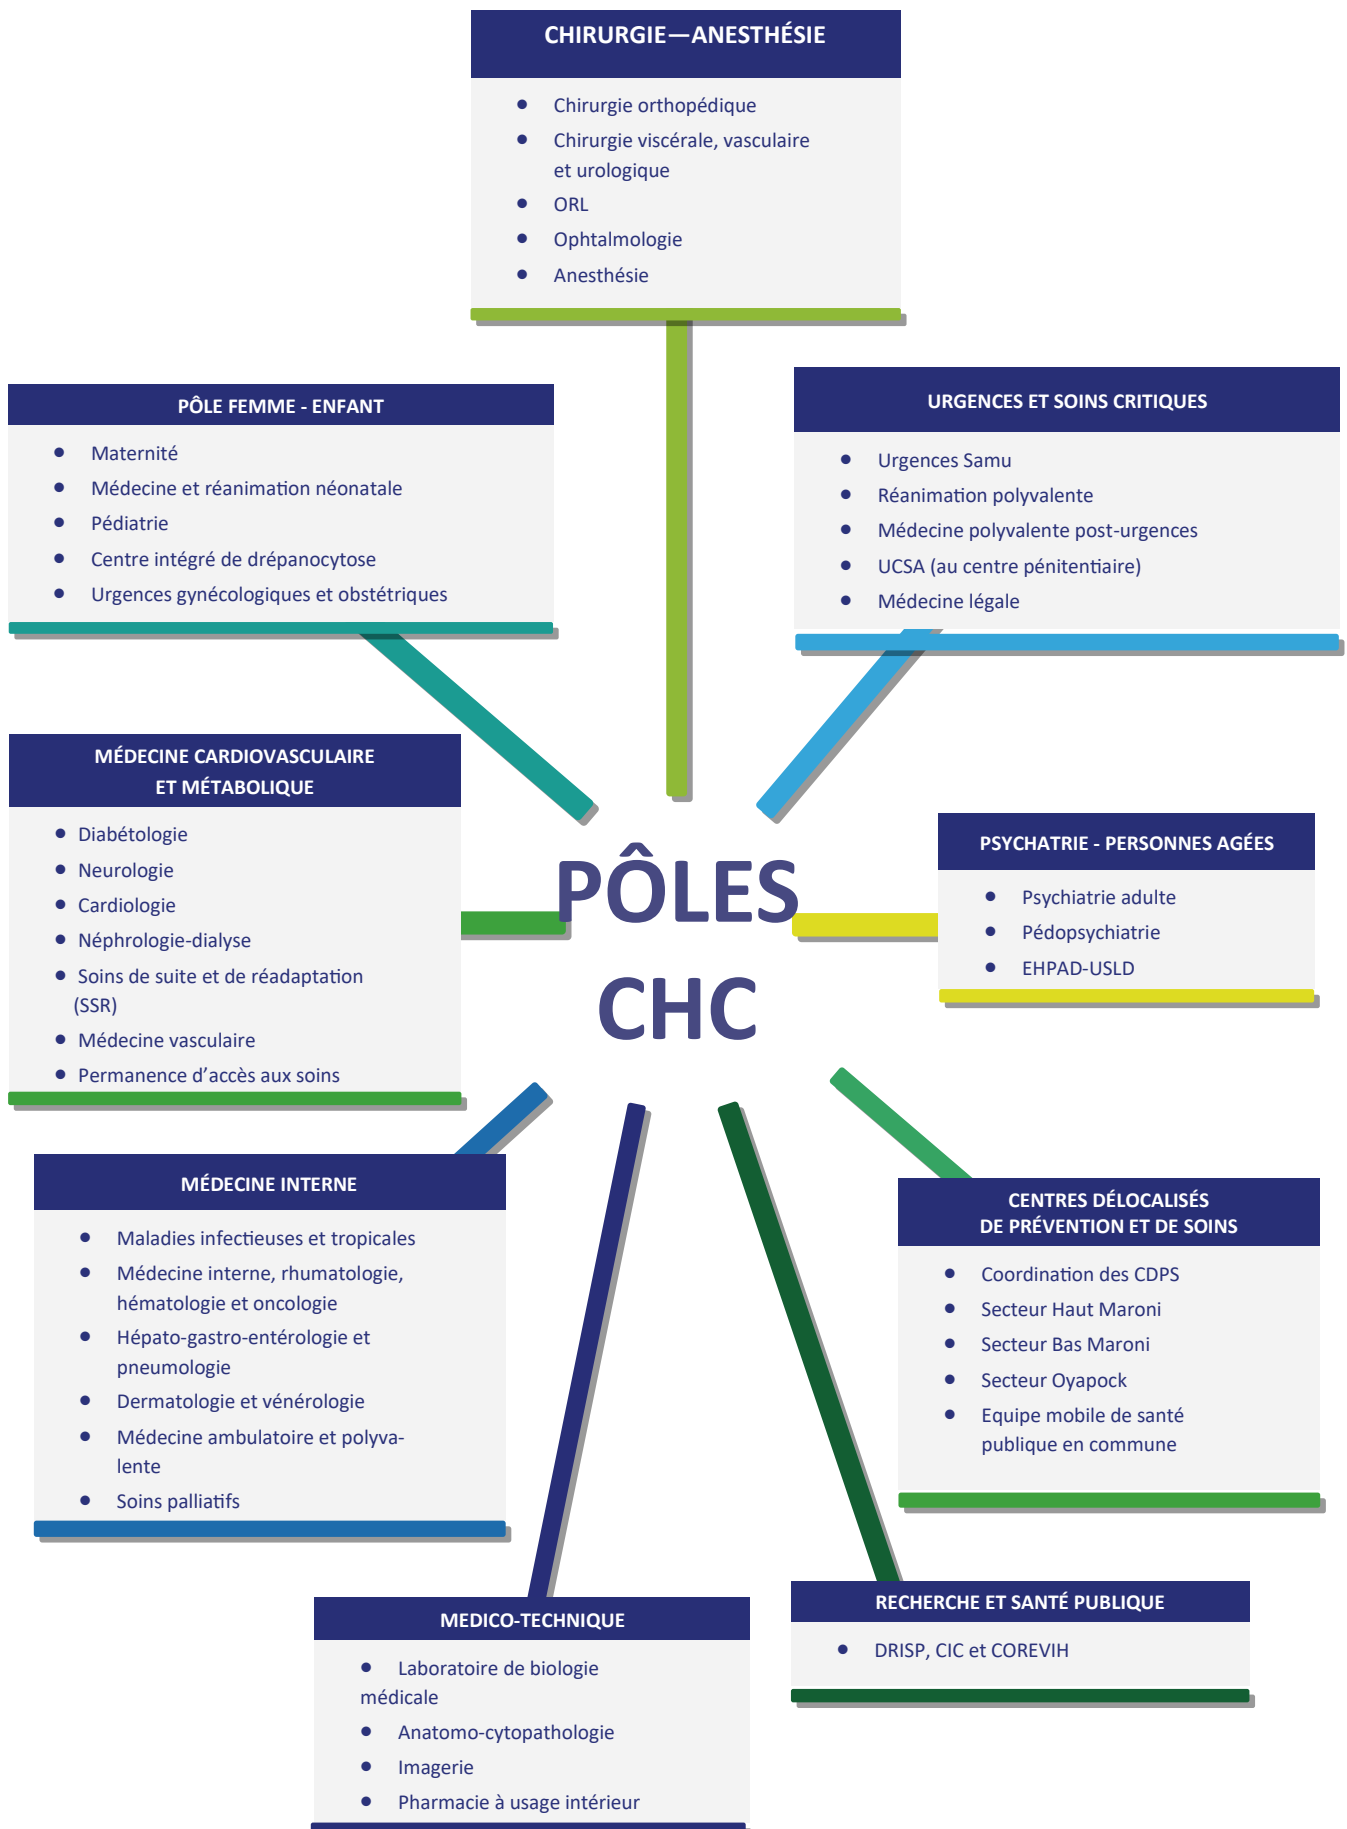 CHIRURGIE—ANESTHÉSIE
• Chirurgie orthopédique
• Chirurgie viscérale, vasculaire
et urologique
• ORL
• Ophtalmologie
• Anesthésie
PÔLE FEMME - ENFANT
• Maternité
• Médecine et réanimation néonatale
• Pédiatrie
• Centre intégré de drépanocytose
• Urgences gynécologiques et obstétriques
URGENCES ET SOINS CRITIQUES
• Urgences Samu
• Réanimation polyvalente
• Médecine polyvalente post-urgences
• UCSA (au centre pénitentiaire)
• Médecine légale
MÉDECINE CARDIOVASCULAIRE
ET MÉTABOLIQUE
• Diabétologie
• Neurologie
• Cardiologie
• Néphrologie-dialyse
• Soins de suite et de réadaptation
(SSR)
• Médecine vasculaire
• Permanence d’accès aux soins
PÔLES
CHC
PSYCHATRIE - PERSONNES AGÉES
• Psychiatrie adulte
• Pédopsychiatrie
• EHPAD-USLD
MÉDECINE INTERNE
• Maladies infectieuses et tropicales
• Médecine interne, rhumatologie,
hématologie et oncologie
• Hépato-gastro-entérologie et
pneumologie
• Dermatologie et vénérologie
• Médecine ambulatoire et polyva-
lente
• Soins palliatifs
CENTRES DÉLOCALISÉS
DE PRÉVENTION ET DE SOINS
• Coordination des CDPS
• Secteur Haut Maroni
• Secteur Bas Maroni
• Secteur Oyapock
• Equipe mobile de santé
publique en commune
MEDICO-TECHNIQUE
• Laboratoire de biologie
médicale
• Anatomo-cytopathologie
• Imagerie
• Pharmacie à usage intérieur
RECHERCHE ET SANTÉ PUBLIQUE
• DRISP, CIC et COREVIH